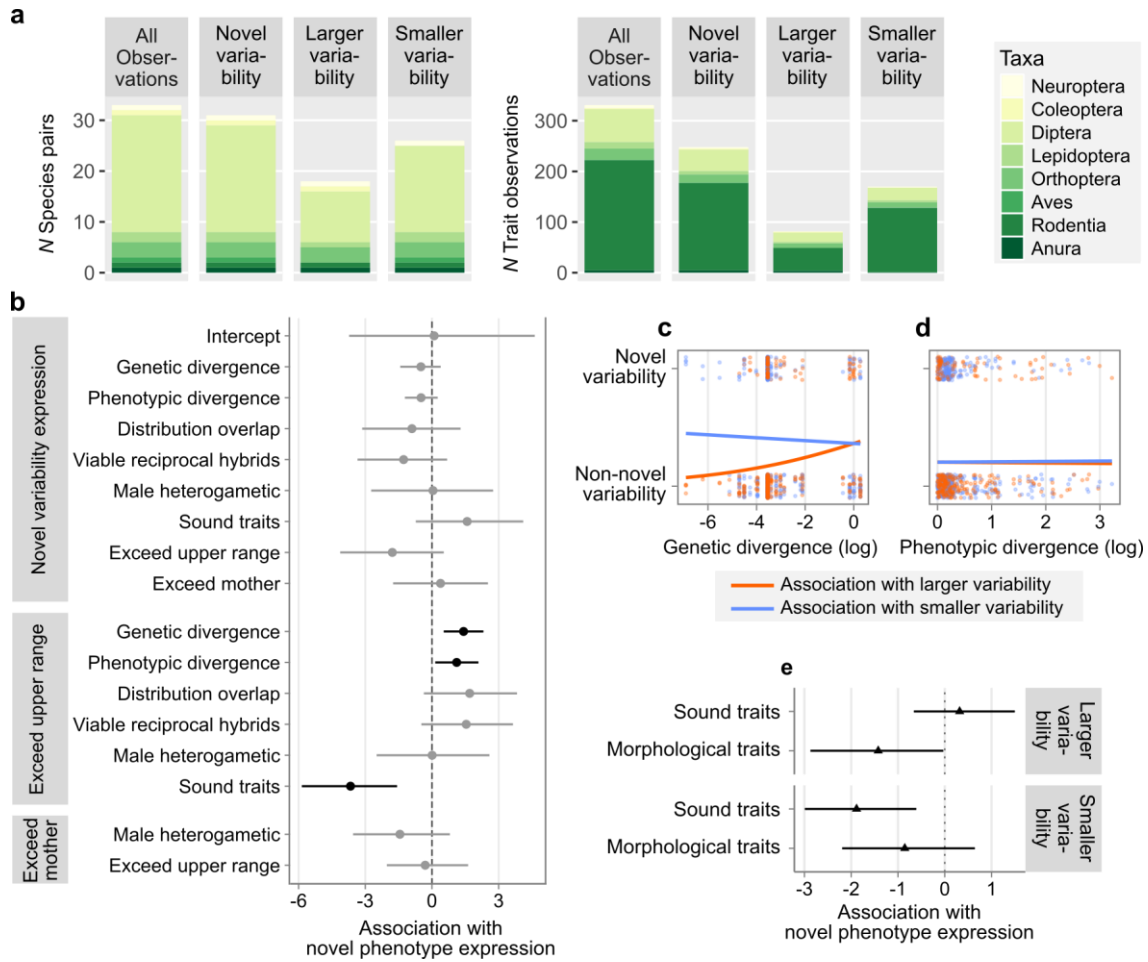 a
All
Obser-
vations
Novel
varia-
bility
Larger
varia-
bility
Smaller
varia-
bility
N Species pairs
30
20
10
0
All
Obser-
vations
Novel
varia-
bility
Larger
varia-
bility
Smaller
varia-
bility
N Trait observations
300
200
100
0
Taxa
Neuroptera
Coleoptera
Diptera
Lepidoptera
Orthoptera
Aves
Rodentia
Anura
b
Novel variability expression
Intercept
Genetic divergence
Phenotypic divergence
Distribution overlap
Viable reciprocal hybrids
Male heterogametic
Sound traits
Exceed upper range
Exceed mother
Exceed upper range
Genetic divergence
Phenotypic divergence
Distribution overlap
Viable reciprocal hybrids
Male heterogametic
Sound traits
Exceed
mother
Male heterogametic
Exceed upper range
-6 -3 0 3
Association with
novel phenotype expression
c
Novel
variability
Non-novel
variability
-6 -4 -2 0
Genetic divergence (log)
d
0 1 2 3
Phenotypic divergence (log)
Association with larger variability
Association with smaller variability
e
Sound traits
Morphological traits
Larger
varia-
bility
Sound traits
Morphological traits
Smaller
varia-
bility
-3 -2 -1 0 1
Association with
novel phenotype expression